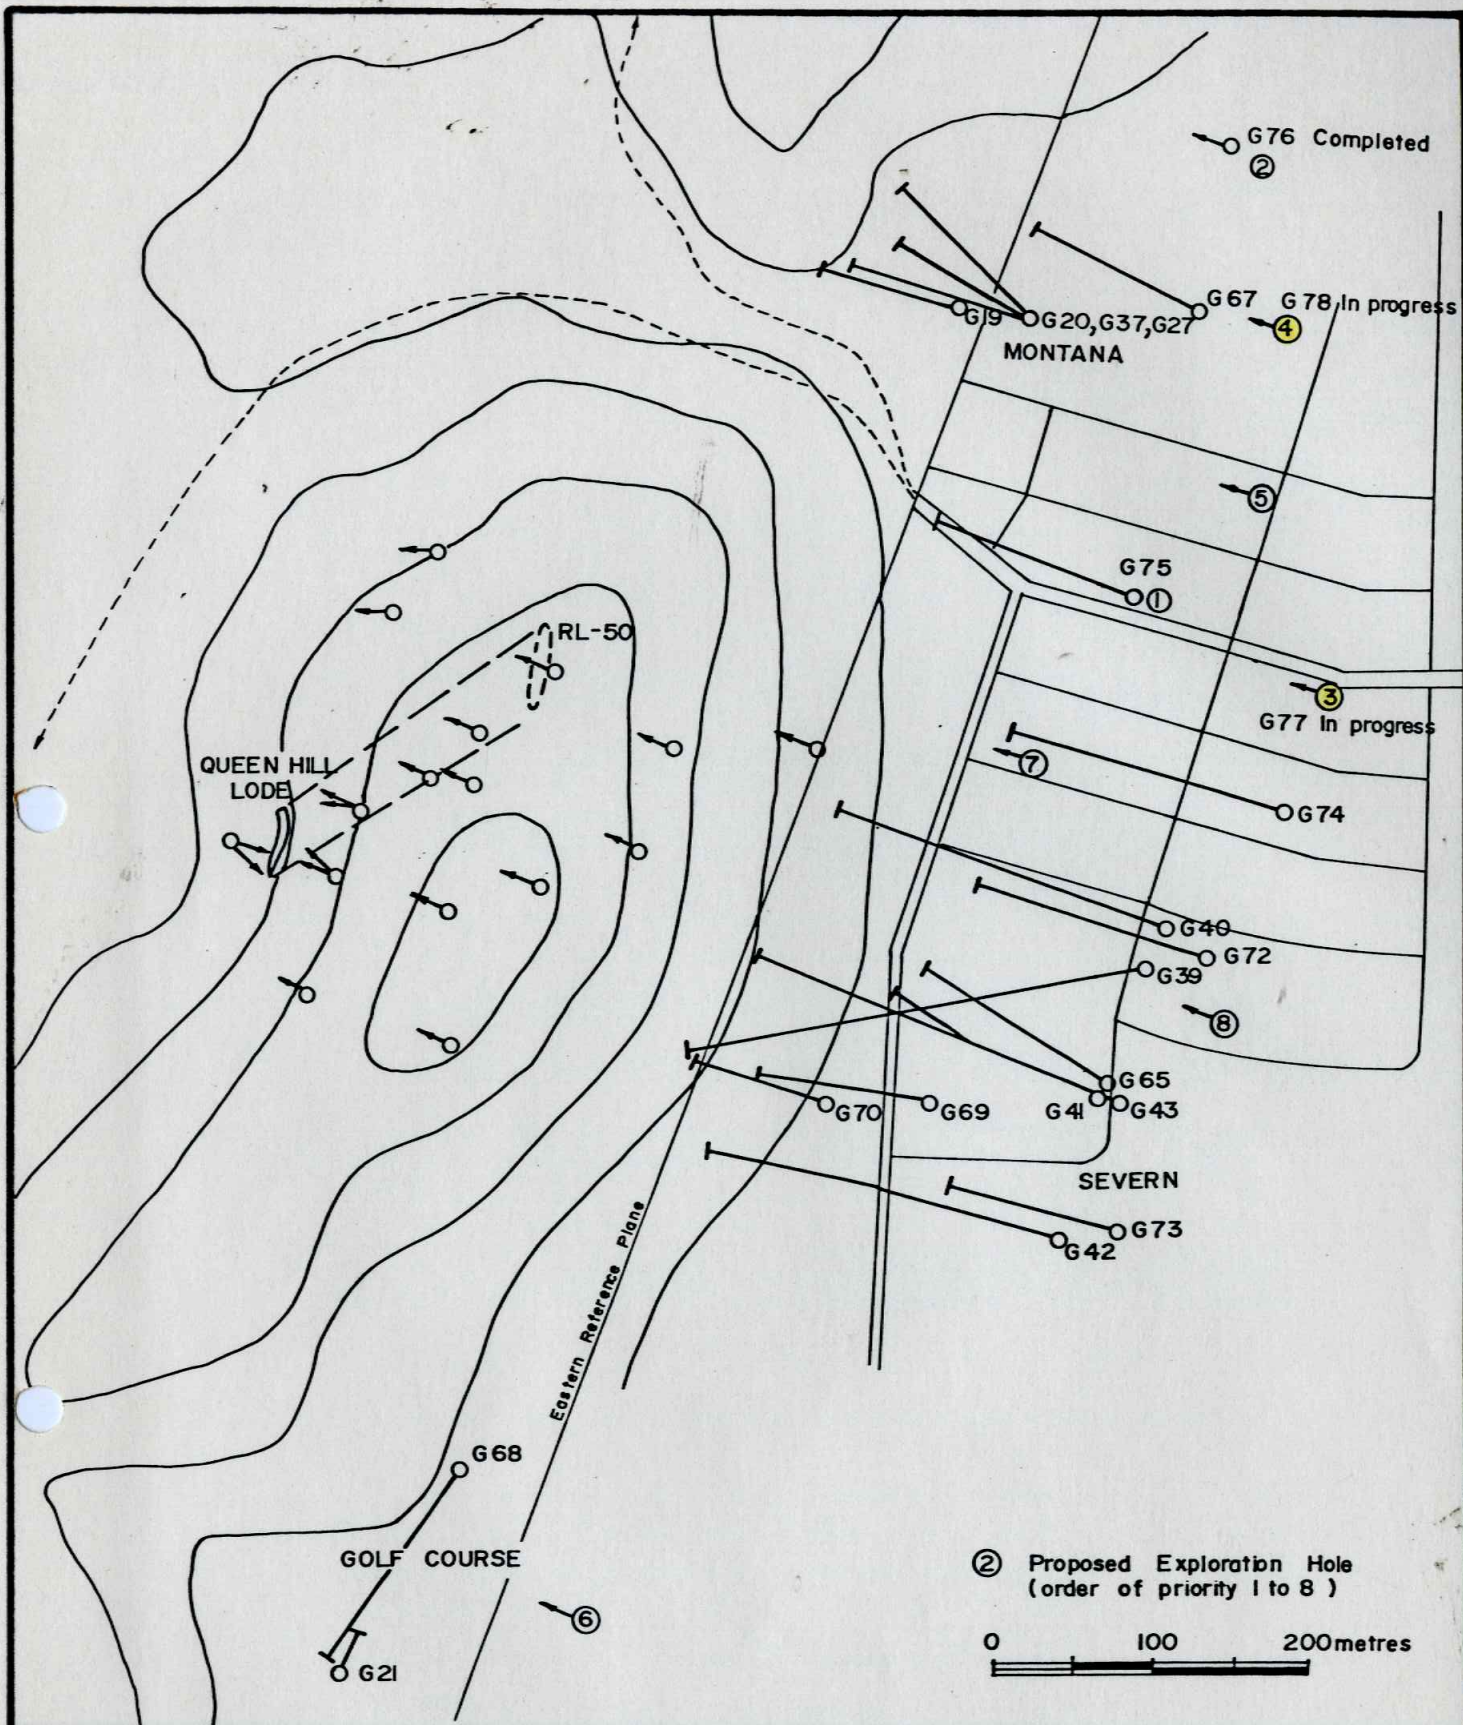 G76 Completed
②
G67
G78 In progress
④
G19
G20, G37, G27
MONTANA
⑤
G75
①
RL-50
③
G77 In progress
QUEEN HILL
LODE
⑦
G74
G40
G72
G39
⑧
G65
G70
G69
G41
G43
SEVERN
G73
G42
Eastern Reference Plane
G68
GOLF COURSE
② Proposed Exploration Hole
(order of priority 1 to 8)
⑥
0 100 200 metres
G21